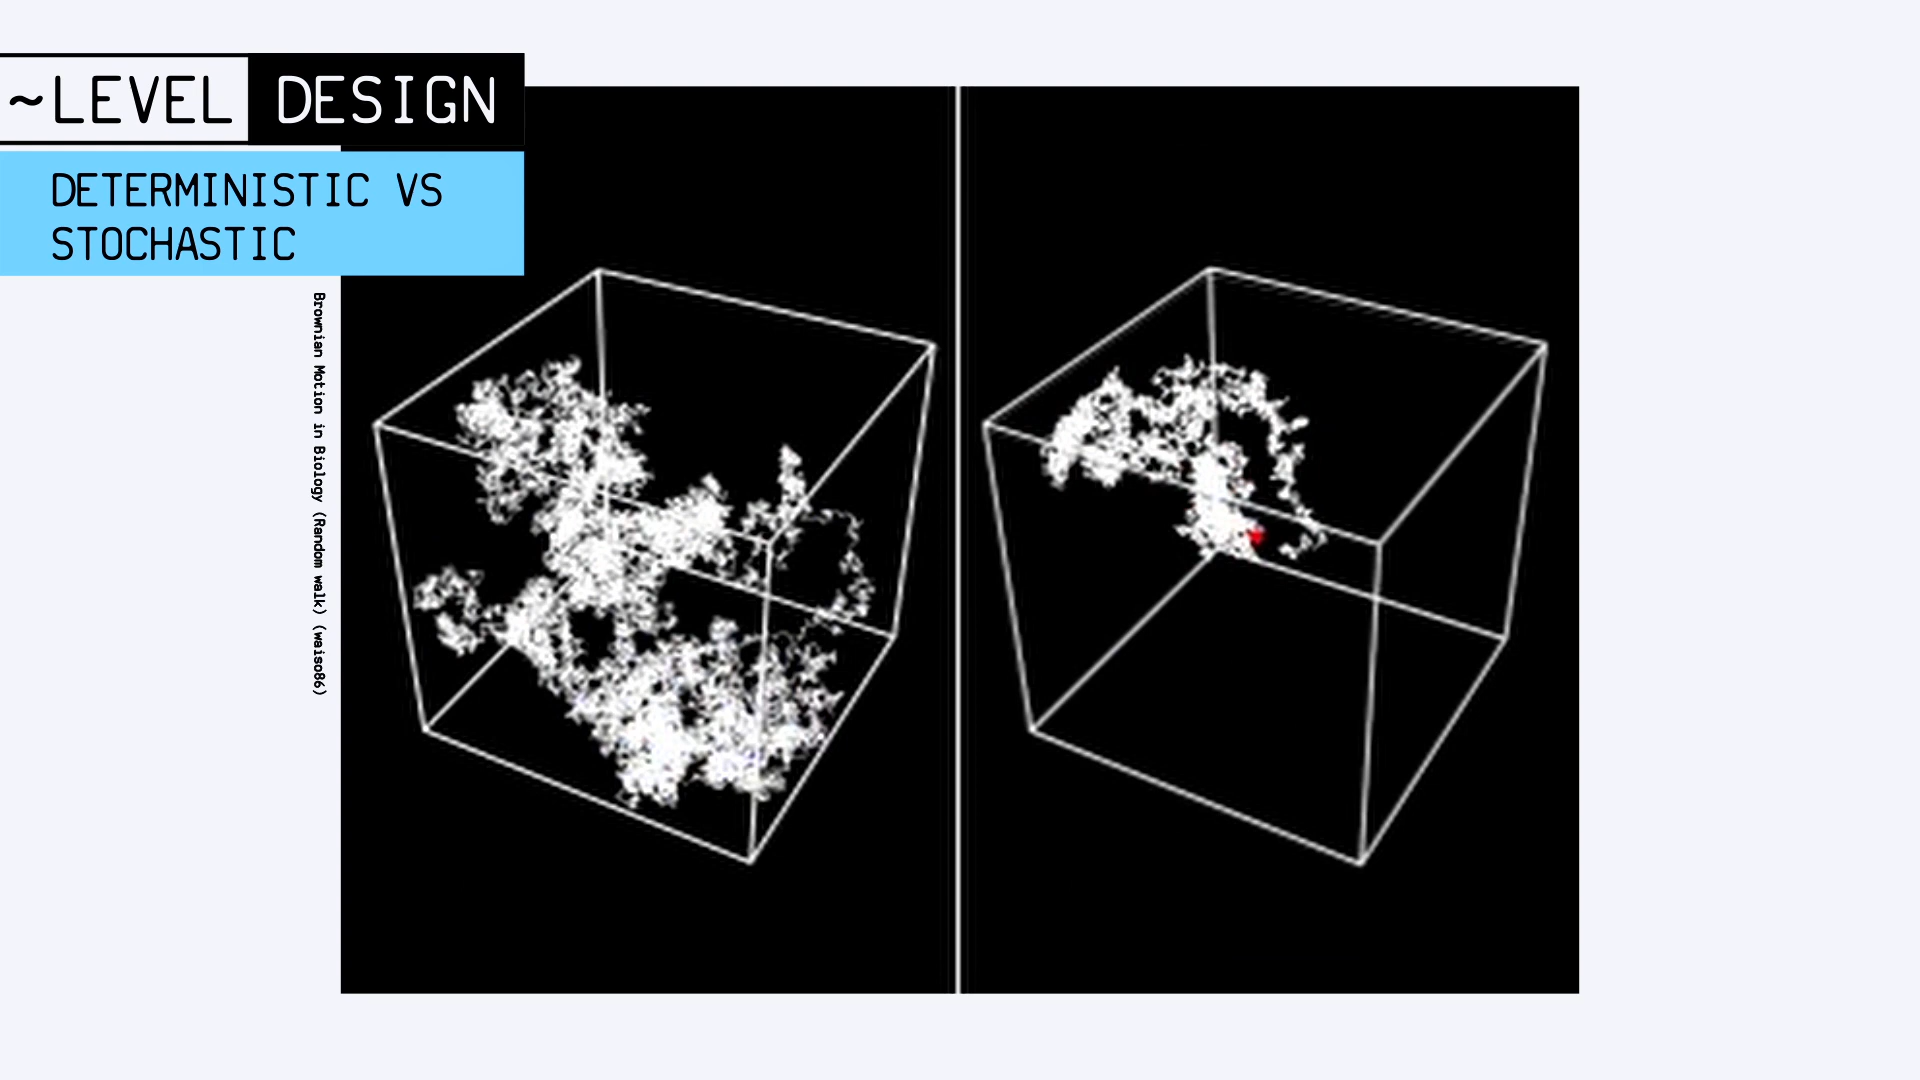 ~LEVEL DESIGN
DETERMINISTIC VS
STOCHASTIC
Brownian Motion in Biology (Random walk) (waiso86)